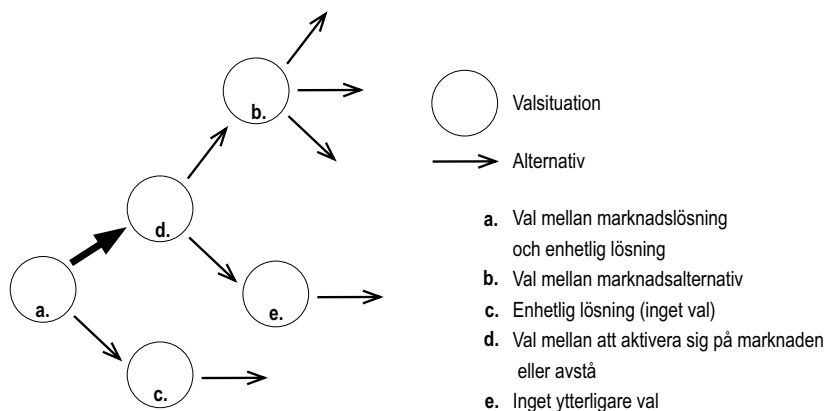 b.
Valsituation
Alternativ
d.
a. Val mellan marknadslösning
och enhetlig lösning
b. Val mellan marknadsalternativ
a.
e.
c. Enhetlig lösning (inget val)
d. Val mellan att aktivera sig på marknaden
eller avstå
c.
e. Inget ytterligare val